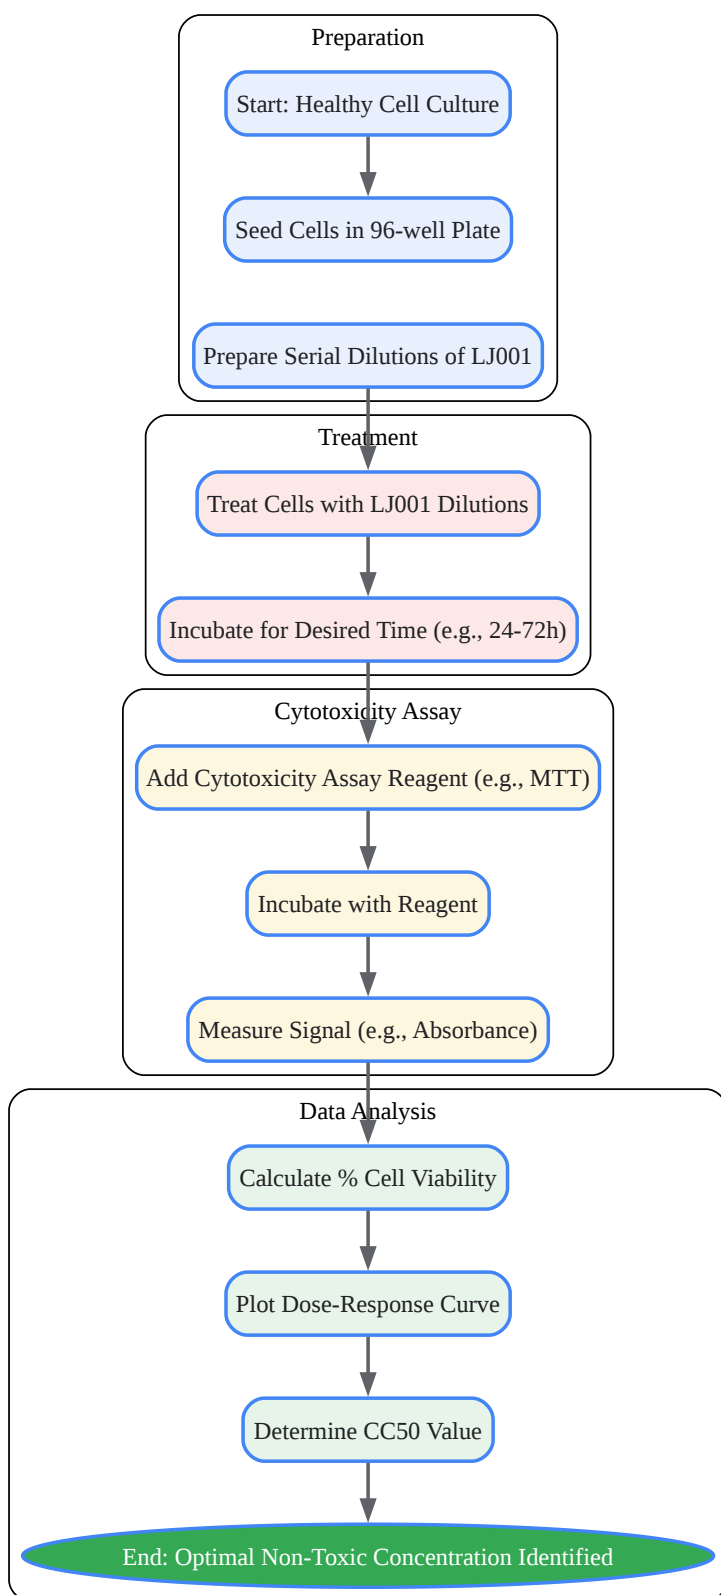 Preparation
Start: Healthy Cell Culture
Seed Cells in 96-well Plate
Prepare Serial Dilutions of LJ001
Treatment
Treat Cells with LJ001 Dilutions
Incubate for Desired Time (e.g., 24-72h)
Cytotoxicity Assay
Add Cytotoxicity Assay Reagent (e.g., MTT)
Incubate with Reagent
Measure Signal (e.g., Absorbance)
Data Analysis
Calculate % Cell Viability
Plot Dose-Response Curve
Determine CC50 Value
End: Optimal Non-Toxic Concentration Identified